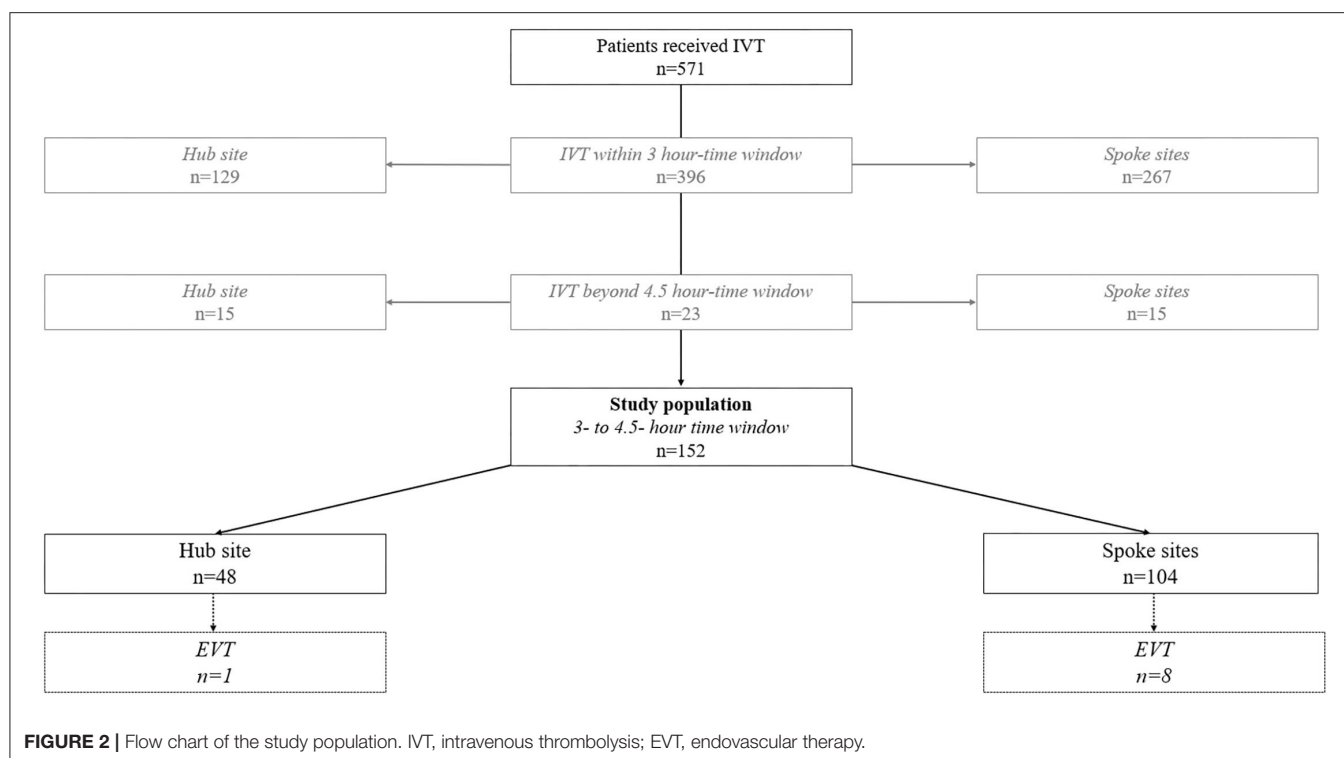 Patients received IVT
n=571
Hub site
n=129
IVT within 3 hour-time window
n=396
Spoke sites
n=267
Hub site
n=15
IVT beyond 4.5 hour-time window
n=23
Spoke sites
n=15
Study population
3- to 4.5- hour time window
n=152
Hub site
n=48
Spoke sites
n=104
EVT
n=1
EVT
n=8
FIGURE 2 | Flow chart of the study population. IVT, intravenous thrombolysis; EVT, endovascular therapy.